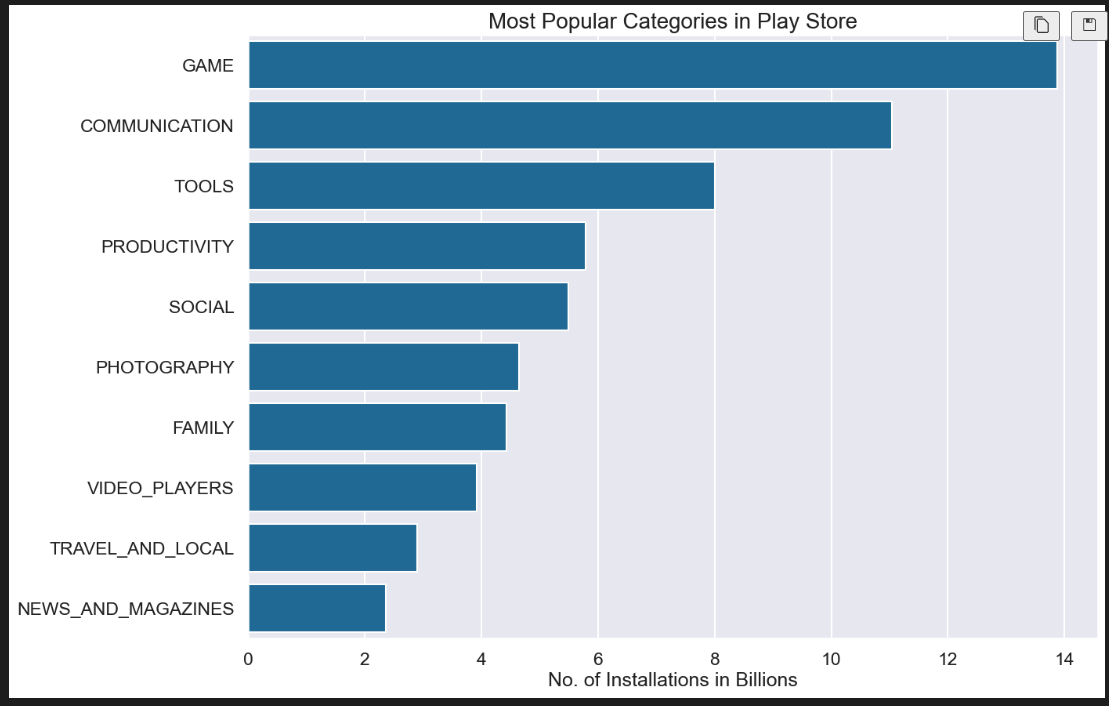 Most Popular Categories in Play Store
GAME
COMMUNICATION
TOOLS
PRODUCTIVITY
SOCIAL
PHOTOGRAPHY
FAMILY
VIDEO_PLAYERS
TRAVEL_AND_LOCAL
NEWS_AND_MAGAZINES
0 2 4 6 8 10 12 14
No. of Installations in Billions